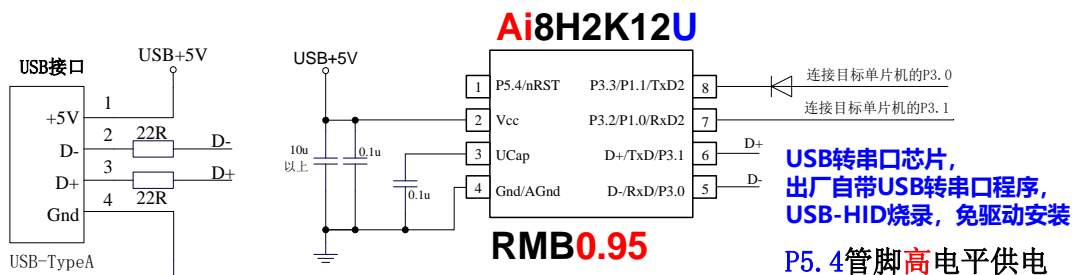 Ai8H2K12U
USB接口
USB+5V
1
+5V
2
22R
D-
D-
3
D+
D+
4
22R
Gnd
USB-TypeA
USB+5V
10u
以上
0.1u
0.1u
1
P5.4/nRST
2
Vcc
3
UCap
4
Gnd/AGnd
P3.3/P1.1/TxD2
8
P3.2/P1.0/RxD2
7
D+/TxD/P3.1
6
D-/RxD/P3.0
5
连接目标单片机的P3.0
连接目标单片机的P3.1
D+
D-
RMB0.95
USB转串口芯片,
出厂自带USB转串口程序,
USB-HID烧录，免驱动安装
P5.4管脚高电平供电